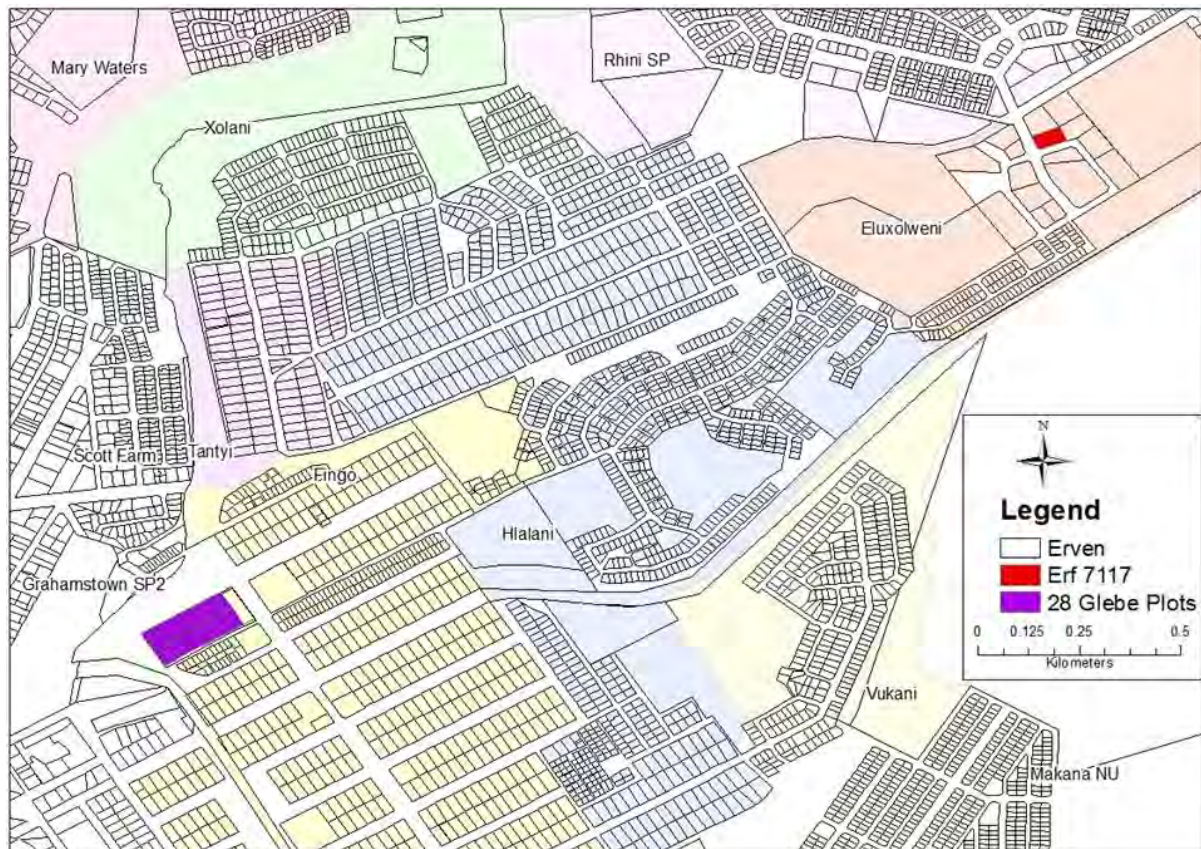 Mary Waters
Rhini SP
Xolani
Eluxolweni
Scott Farm
Tantyi
Fingo
Hlalani
Grahamstown SP2
Vukani
Makana NU
N
Legend
Erven
Erf 7117
28 Glebe Plots
0 0.125 0.25 0.5
Kilometers